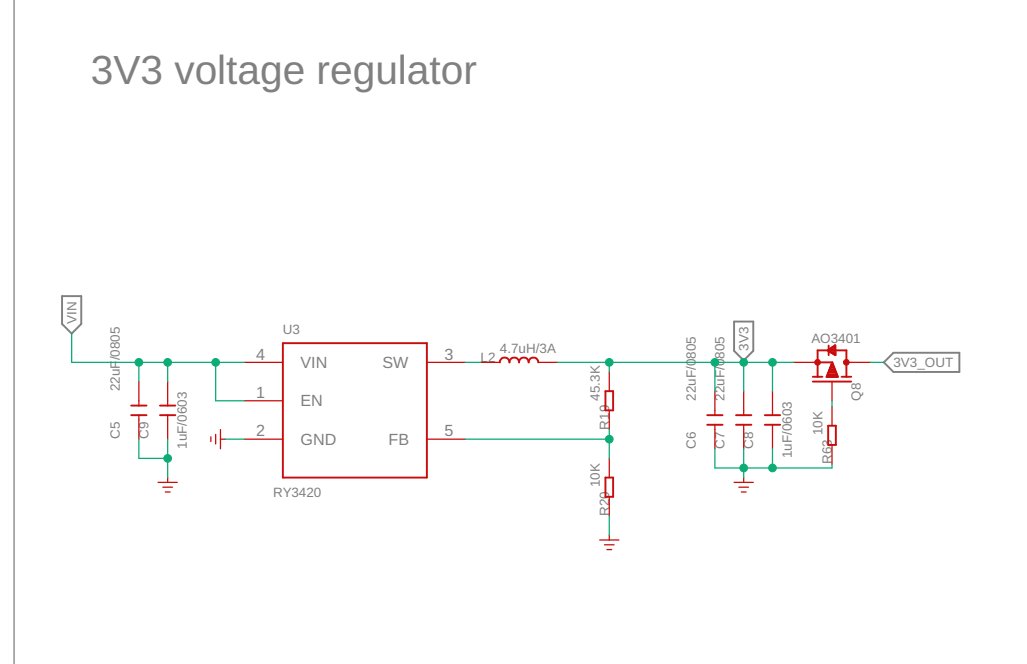 3V3 voltage regulator
VIN
22uF/0805
C5
C9
1uF/0603
U3
4
VIN
1
EN
2
GND
SW
3
FB
5
RY3420
L2
4.7uH/3A
45.3K
R19
10K
R29
22uF/0805
C6
22uF/0805
C7
3V3
C8
1uF/0603
AO3401
Q8
10K
R62
3V3_OUT